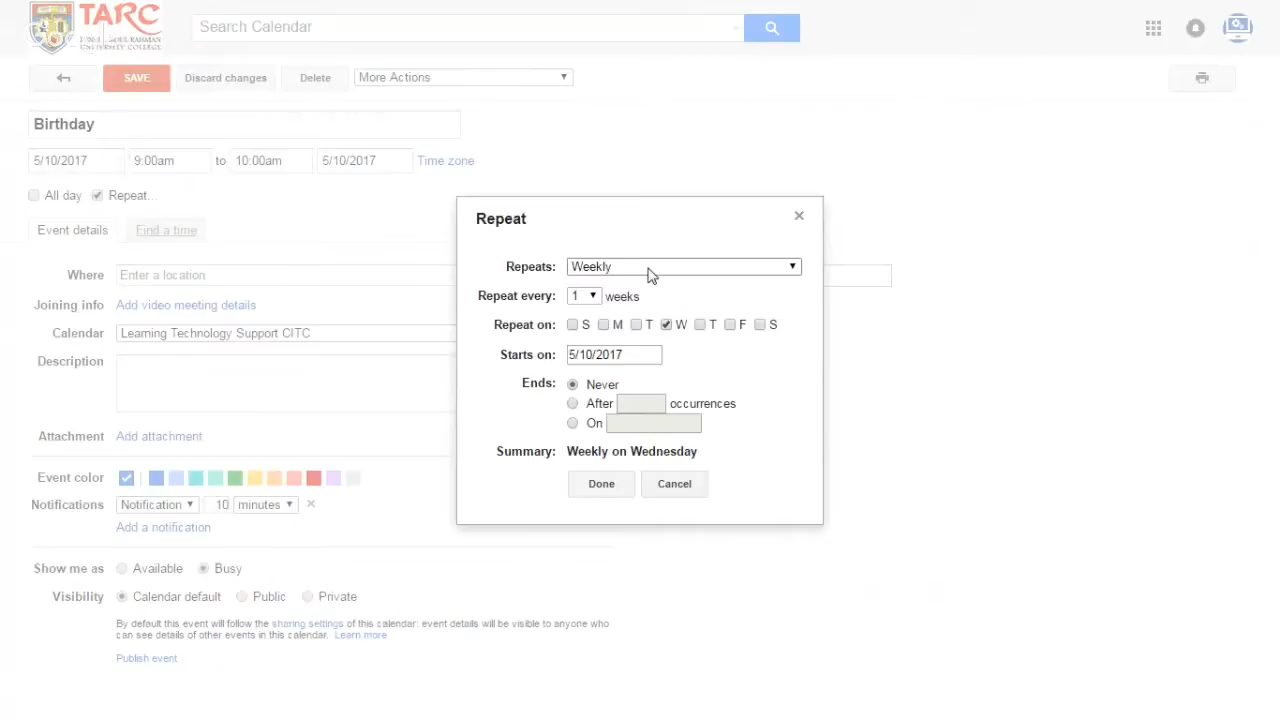 TARC
UNIVERSITY COLLEGE
Search Calendar
SAVE Discard changes Delete More Actions
Birthday
5/10/2017 9:00am to 10:00am 5/10/2017 Time zone
All day Repeat...
Event details Find a time
Where Enter a location
Joining info Add video meeting details
Calendar Learning Technology Support CITC
Description
Attachment Add attachment
Event color
Notifications Notification 10 minutes
Add a notification
Show me as Available Busy
Visibility Calendar default Public Private
By default this event will follow the sharing settings of this calendar: event details will be visible to anyone who
can see details of other events in this calendar. Learn more
Publish event
Repeat
Repeats: Weekly
Repeat every: 1 weeks
Repeat on: S M T W T F S
Starts on: 5/10/2017
Ends: Never
After occurrences
On
Summary: Weekly on Wednesday
Done Cancel